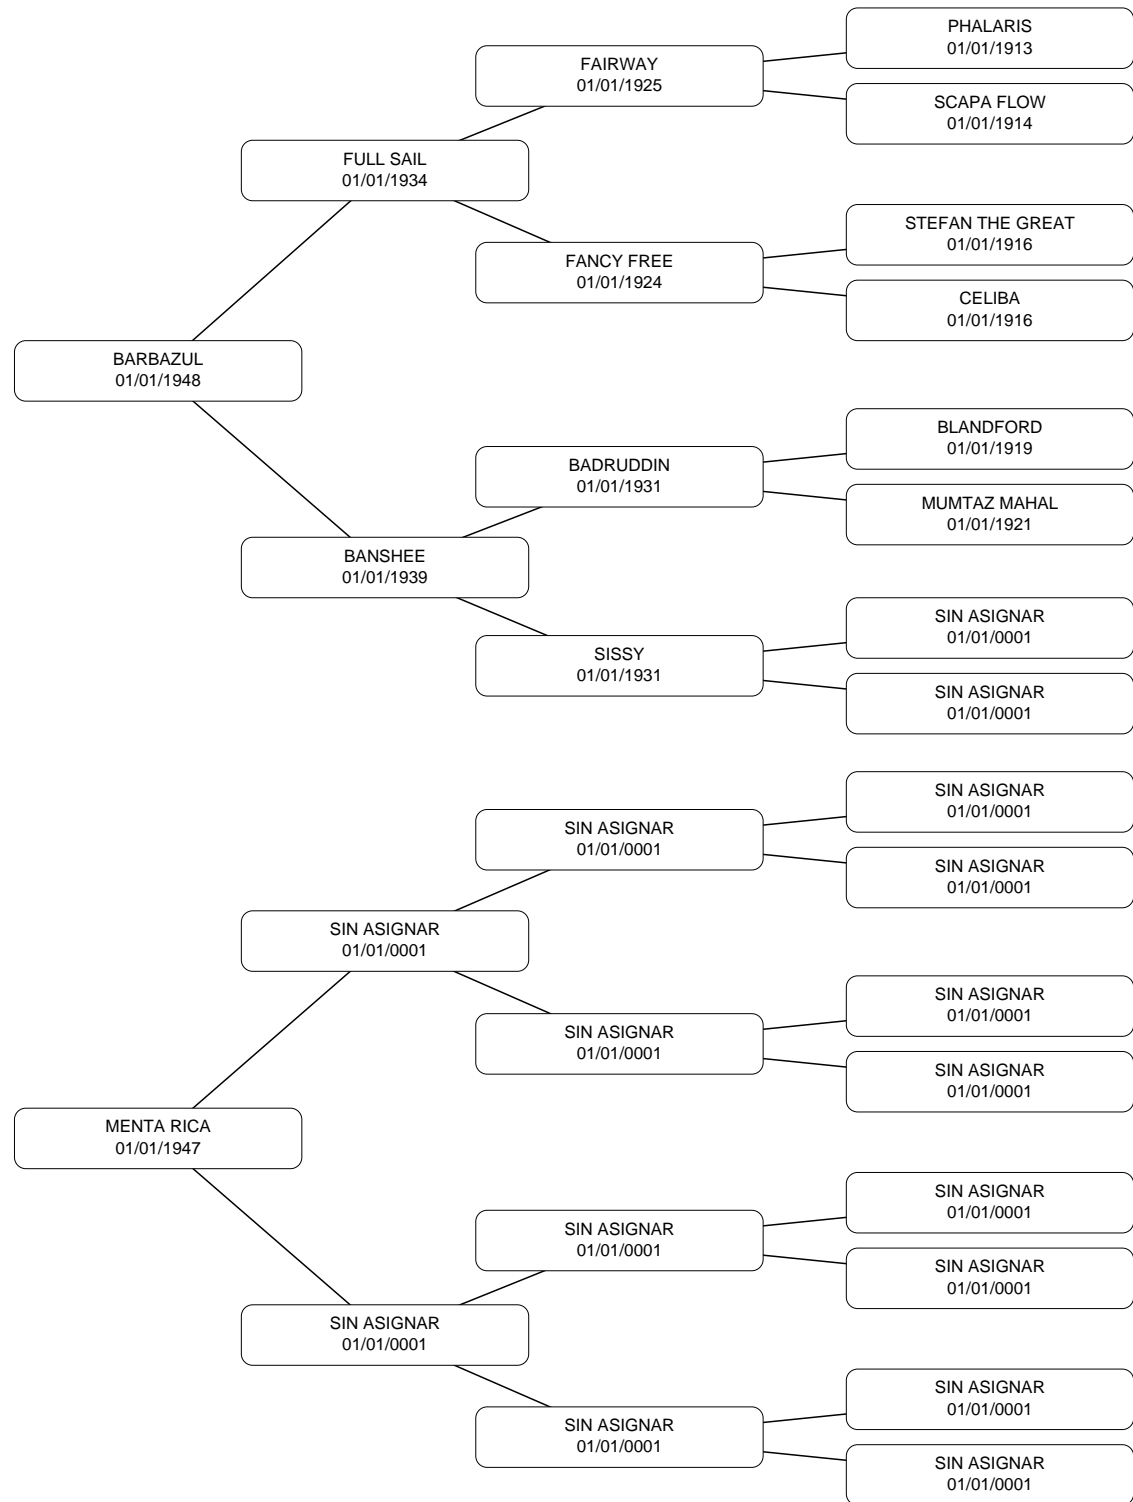 PHALARIS
01/01/1913
FAIRWAY
01/01/1925
SCAPA FLOW
01/01/1914
FULL SAIL
01/01/1934
STEFAN THE GREAT
01/01/1916
FANCY FREE
01/01/1924
CELIBA
01/01/1916
BARBAZUL
01/01/1948
BLANDFORD
01/01/1919
BADRUDDIN
01/01/1931
MUMTAZ MAHAL
01/01/1921
BANSHEE
01/01/1939
SIN ASIGNAR
01/01/0001
SISSY
01/01/1931
SIN ASIGNAR
01/01/0001
SIN ASIGNAR
01/01/0001
SIN ASIGNAR
01/01/0001
SIN ASIGNAR
01/01/0001
SIN ASIGNAR
01/01/0001
SIN ASIGNAR
01/01/0001
SIN ASIGNAR
01/01/0001
SIN ASIGNAR
01/01/0001
MENTA RICA
01/01/1947
SIN ASIGNAR
01/01/0001
SIN ASIGNAR
01/01/0001
SIN ASIGNAR
01/01/0001
SIN ASIGNAR
01/01/0001
SIN ASIGNAR
01/01/0001
SIN ASIGNAR
01/01/0001
SIN ASIGNAR
01/01/0001